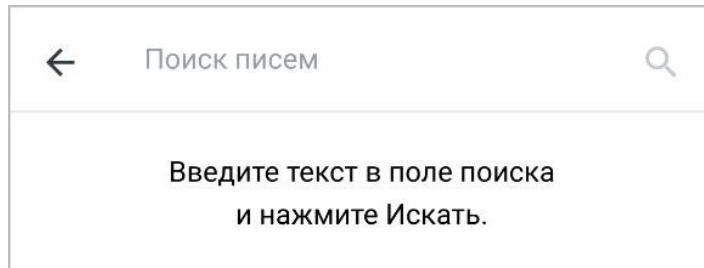 Поиск писем
Введите текст в поле поиска
и нажмите Искать.